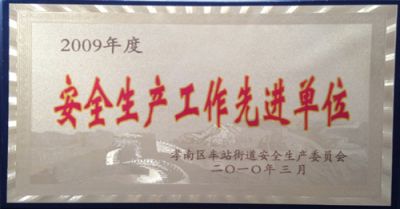 2009年度
安全生产工作先进单位
孝南区车站街道安全生产委员会
二〇一〇年三月